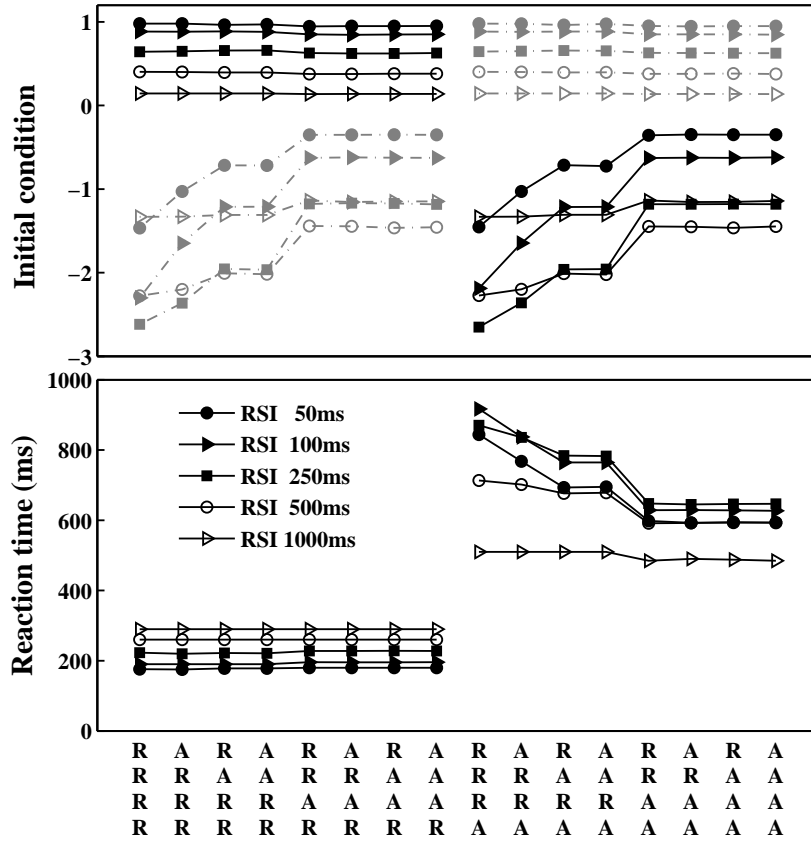 1
0
−1
−2
−3
Initial condition
1000
800
600
400
200
0
Reaction time (ms)
RSI 50ms
RSI 100ms
RSI 250ms
RSI 500ms
RSI 1000ms
R A R A R A R A R A R A R A R A
R R A A R R A A R R A A R R A A
R R R R A A A A R R R R A A A A
R R R R R R R R A A A A A A A A